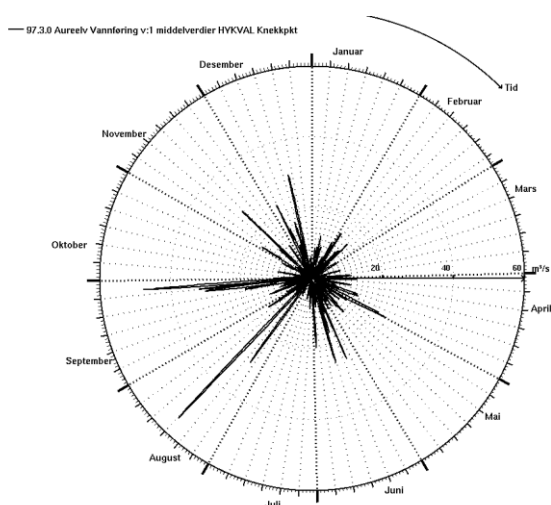 97.3.0 Aureelv Vannføring v:1 middelverdier HYKVAL Knekkpkt
Januar
Desember
Tid
Februar
November
Mars
Oktober
20
40
60
m³/s
April
September
Mai
August
Juni
Juli